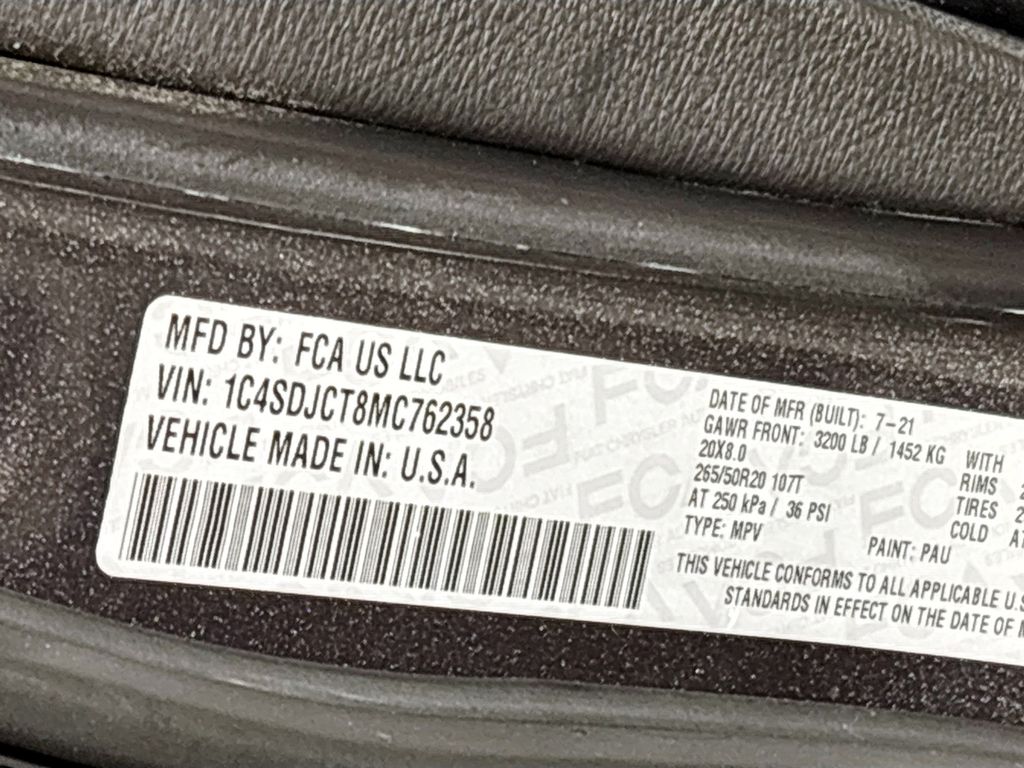 MFD BY: FCA US LLC
VIN: 1C4SDJCT8MC762358
VEHICLE MADE IN: U.S.A.
DATE OF MFR (BUILT): 7-21
GAWR FRONT: 3200 LB / 1452 KG WITH
20X8.0 RIMS
265/50R20 107T TIRES
AT 250 kPa / 36 PSI COLD
TYPE: MPV PAINT: PAU
THIS VEHICLE CONFORMS TO ALL APPLICABLE U.S
STANDARDS IN EFFECT ON THE DATE OF